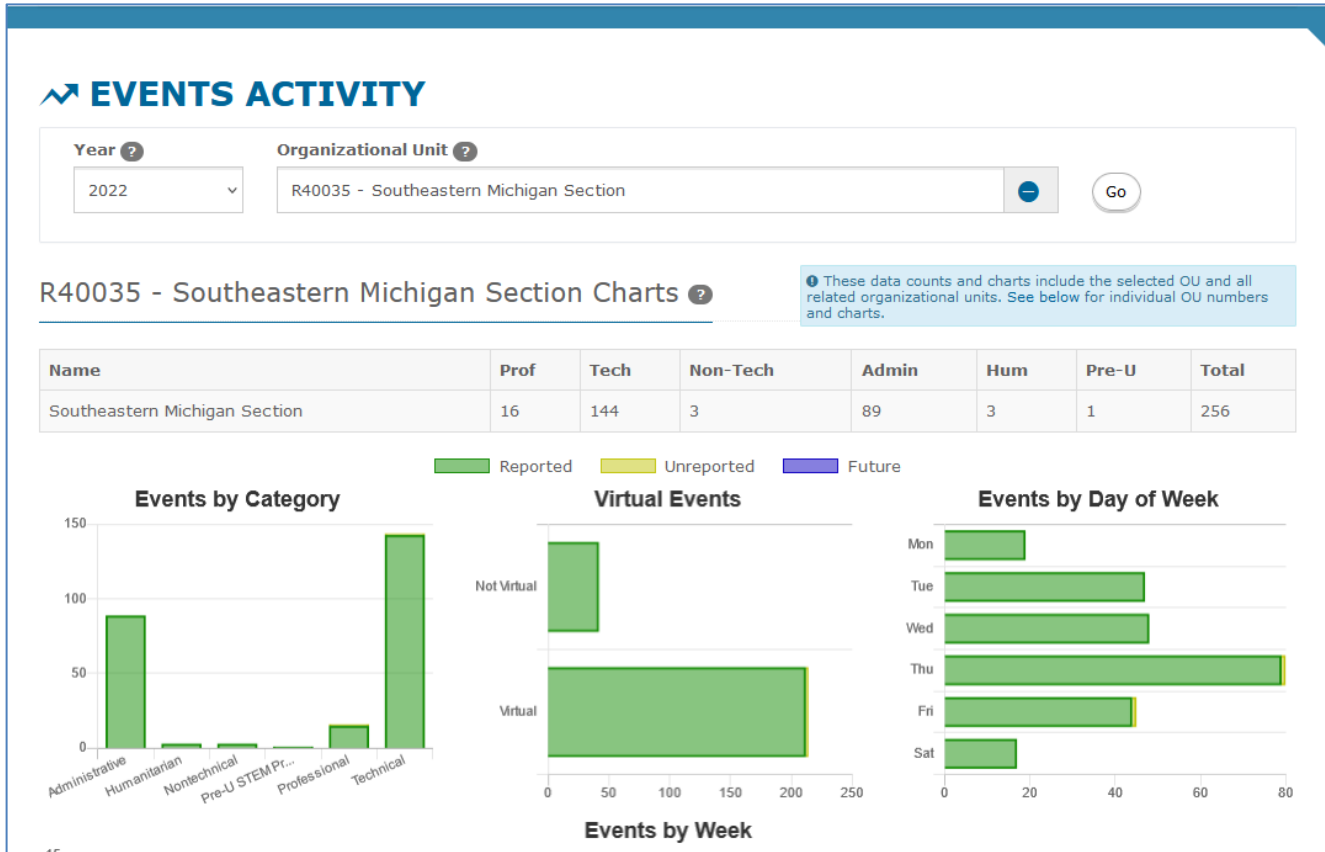 EVENTS ACTIVITY
Year ?
Organizational Unit ?
2022
R40035 - Southeastern Michigan Section
Go
R40035 - Southeastern Michigan Section Charts ?
These data counts and charts include the selected OU and all
related organizational units. See below for individual OU numbers
and charts.
Name Prof Tech Non-Tech Admin Hum Pre-U Total
Southeastern Michigan Section 16 144 3 89 3 1 256
Reported Unreported Future
Events by Category
150
100
50
0
Administrative
Humanitarian
Nontechnical
Pre-U STEM Pr...
Professional
Technical
Virtual Events
Not Virtual
Virtual
0 50 100 150 200 250
Events by Day of Week
Mon
Tue
Wed
Thu
Fri
Sat
0 20 40 60 80
Events by Week